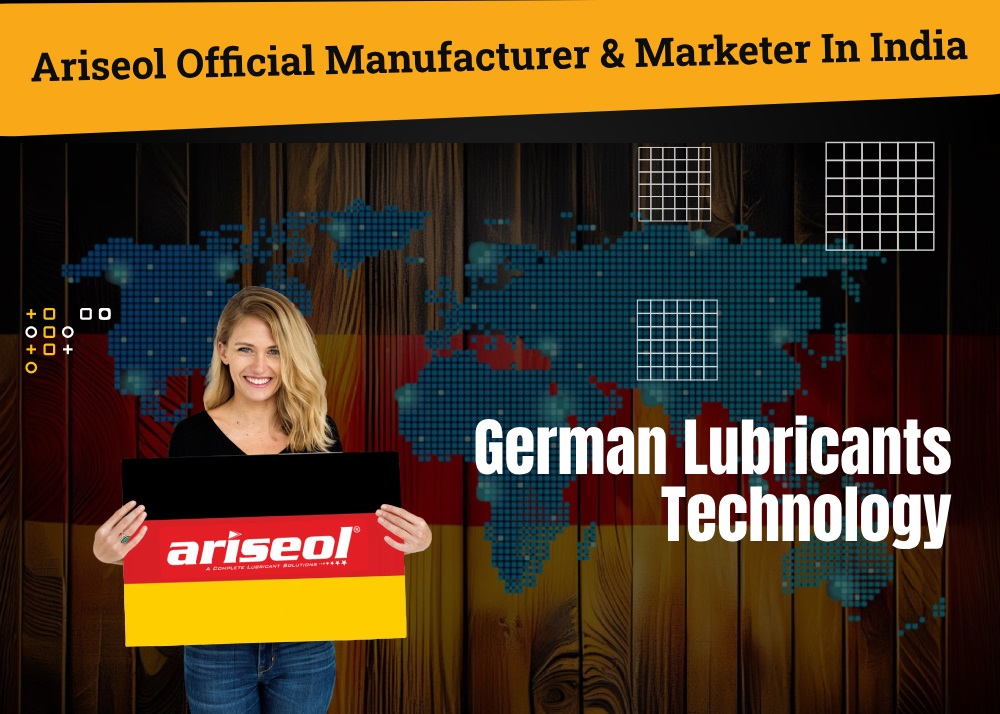 Ariseol Official Manufacturer & Marketer In India
German Lubricants
Technology
ariseol®
A Complete Lubricant Solutions